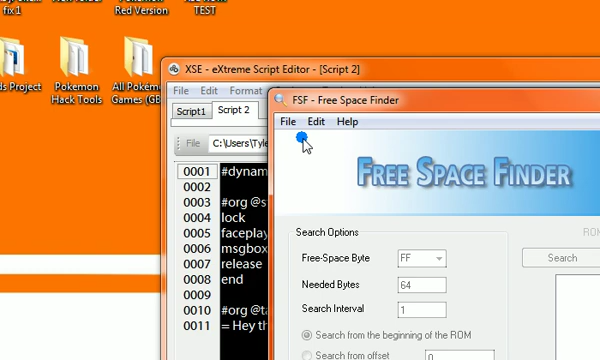 fix1
Pokemon
Red Version
TEST
ds Project
Pokemon
Hack Tools
All Pokemon
Games (GB
XSE - eXtreme Script Editor - [Script 2]
File Edit Format
Script1 Script 2
File C:\Users\Tyle
0001 #dynam
0002
0003 #org @s
0004 lock
0005 faceplay
0006 msgbox
0007 release
0008 end
0009
0010 #org @ta
0011 = Hey th
FSF - Free Space Finder
File Edit Help
FREE SPACE FINDER
Search Options
Free-Space Byte FF
Needed Bytes 64
Search Interval 1
Search from the beginning of the ROM
Search from offset 0
ROM
Search